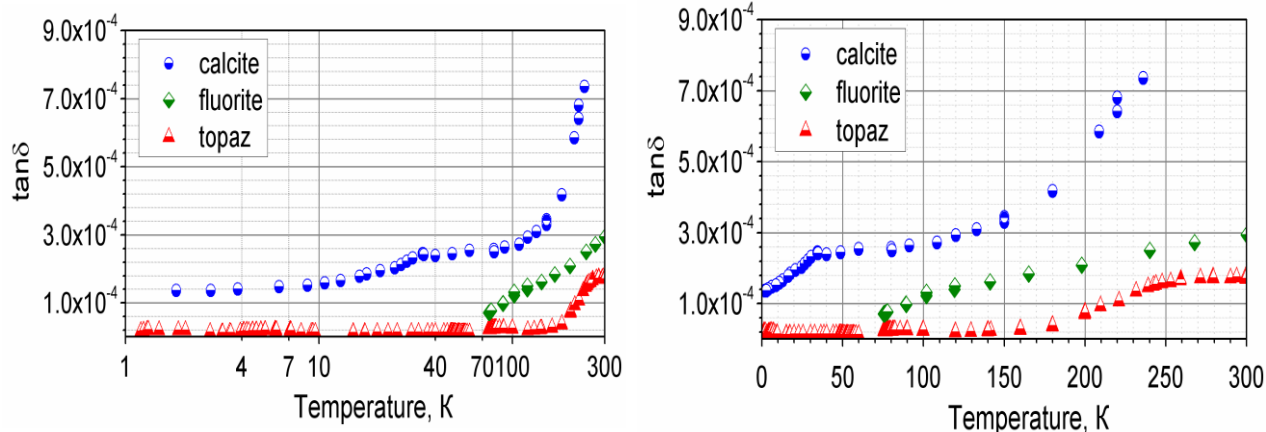 9.0x10-4
7.0x10-4
5.0x10-4
3.0x10-4
1.0x10-4
tanδ
calcite
fluorite
topaz
1 4 7 10 40 70 100 300
Temperature, K
9.0x10-4
7.0x10-4
5.0x10-4
3.0x10-4
1.0x10-4
tanδ
calcite
fluorite
topaz
0 50 100 150 200 250 300
Temperature, K